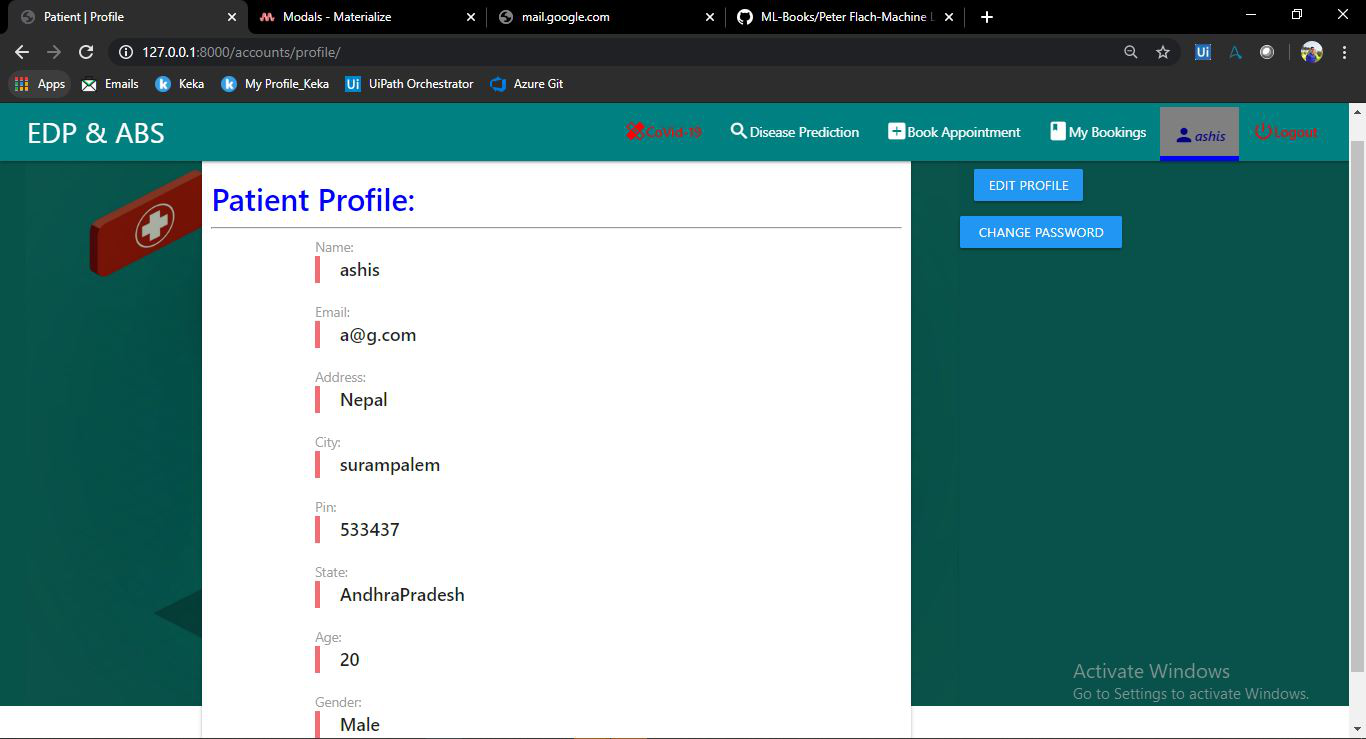 Patient | Profile
Modals - Materialize
mail.google.com
ML-Books/Peter Flach-Machine
127.0.0.1:8000/accounts/profile/
Apps
Emails
Keka
My Profile_Keka
Ui UiPath Orchestrator
Azure Git
EDP & ABS
CoVid-19
Disease Prediction
Book Appointment
My Bookings
ashis
Logout
Patient Profile:
EDIT PROFILE
CHANGE PASSWORD
Name:
ashis
Email:
a@g.com
Address:
Nepal
City:
surampalem
Pin:
533437
State:
AndhraPradesh
Age:
20
Gender:
Male
Activate Windows
Go to Settings to activate Windows.